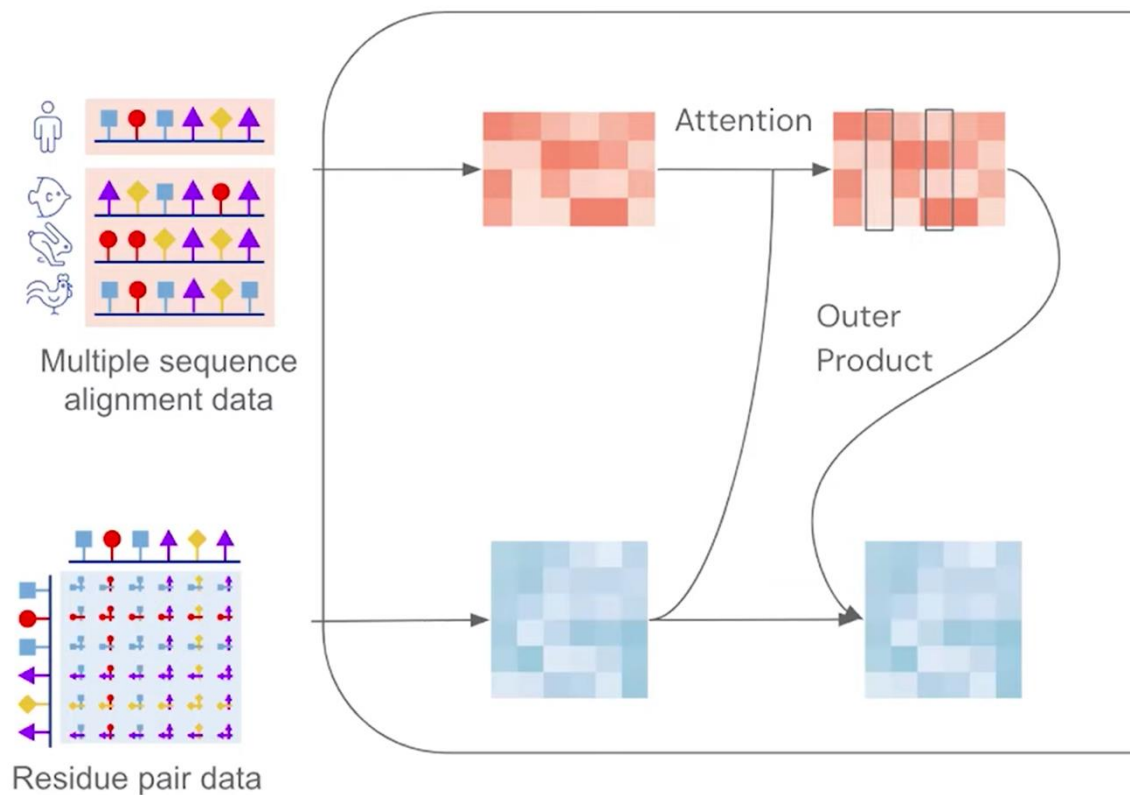 Attention
Outer
Product
Multiple sequence
alignment data
Residue pair data